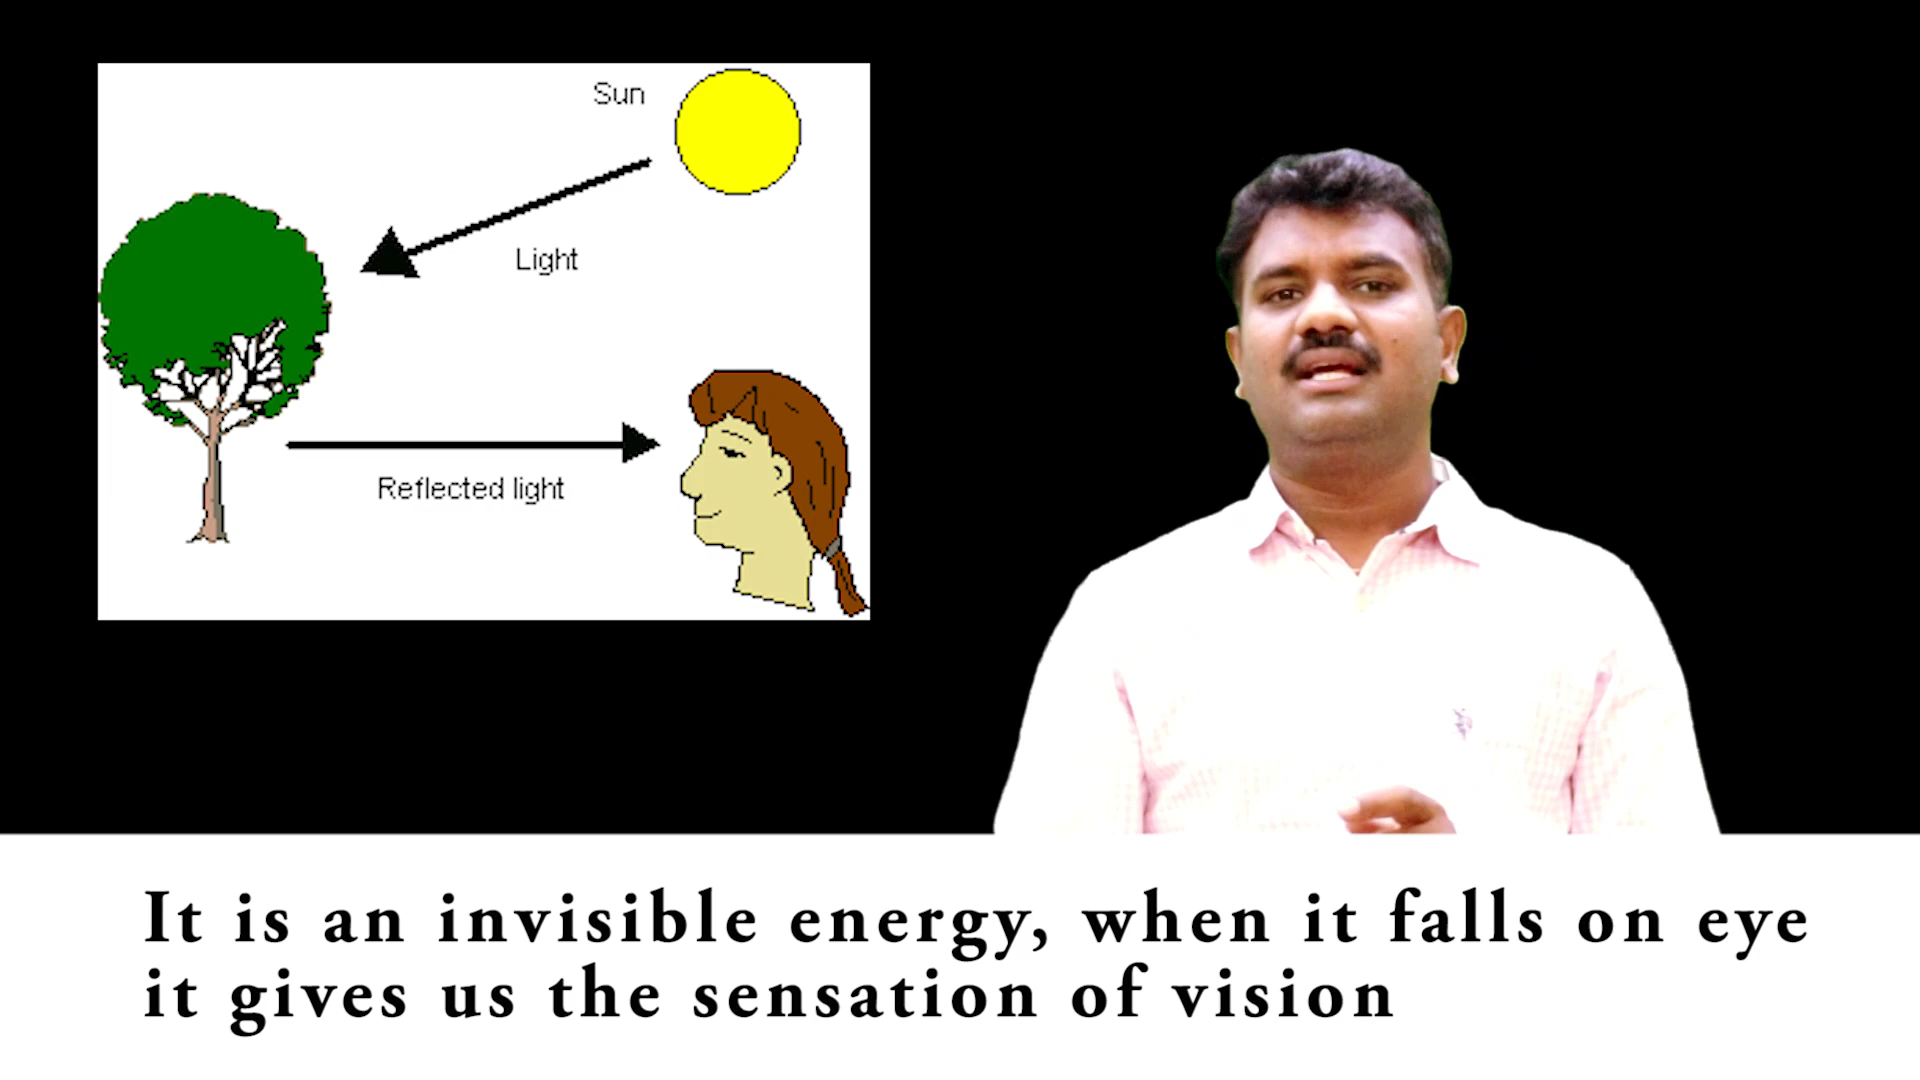 Sun
Light
Reflected light
It is an invisible energy, when it falls on eye
it gives us the sensation of vision